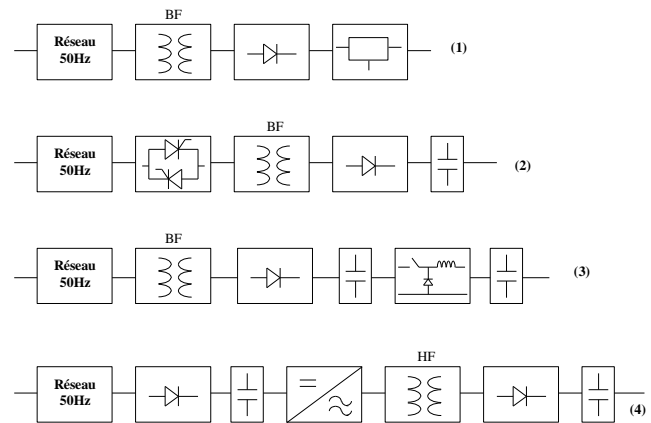 BF
Réseau
50Hz
(1)
BF
Réseau
50Hz
(2)
BF
Réseau
50Hz
(3)
HF
Réseau
50Hz
(4)